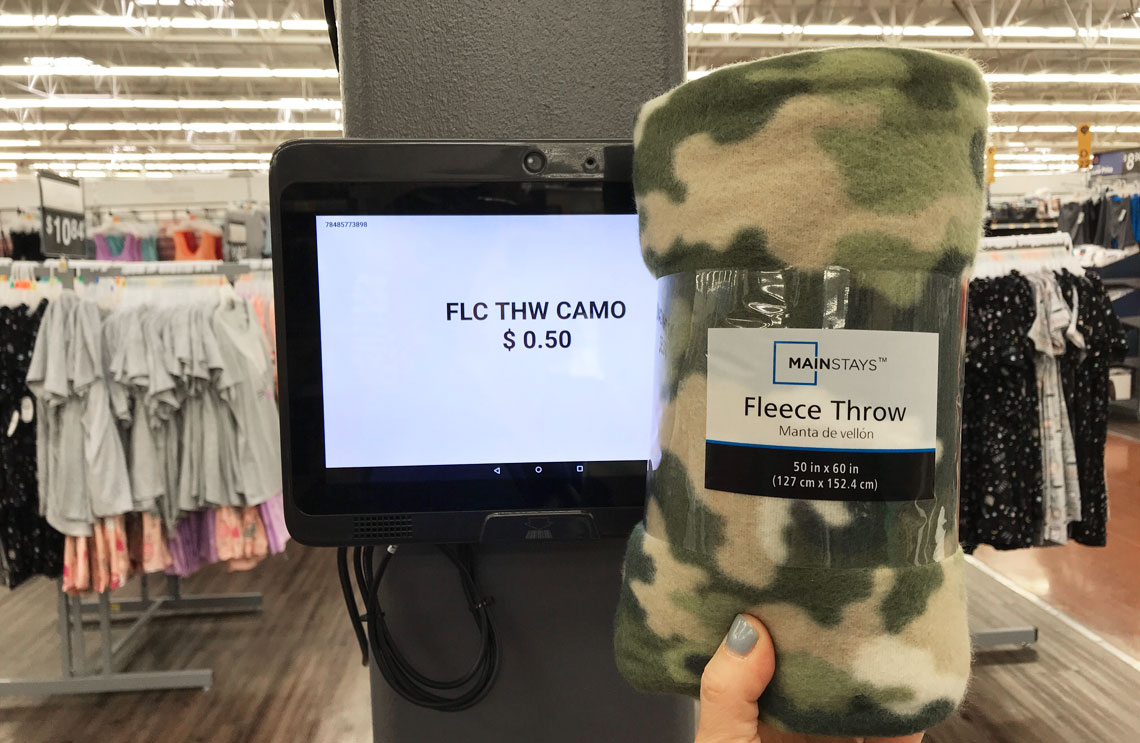 $10.84
78485773898
FLC THW CAMO
$ 0.50
MAINSTAYS™
Fleece Throw
Manta de vellón
50 in x 60 in
(127 cm x 152.4 cm)
$8